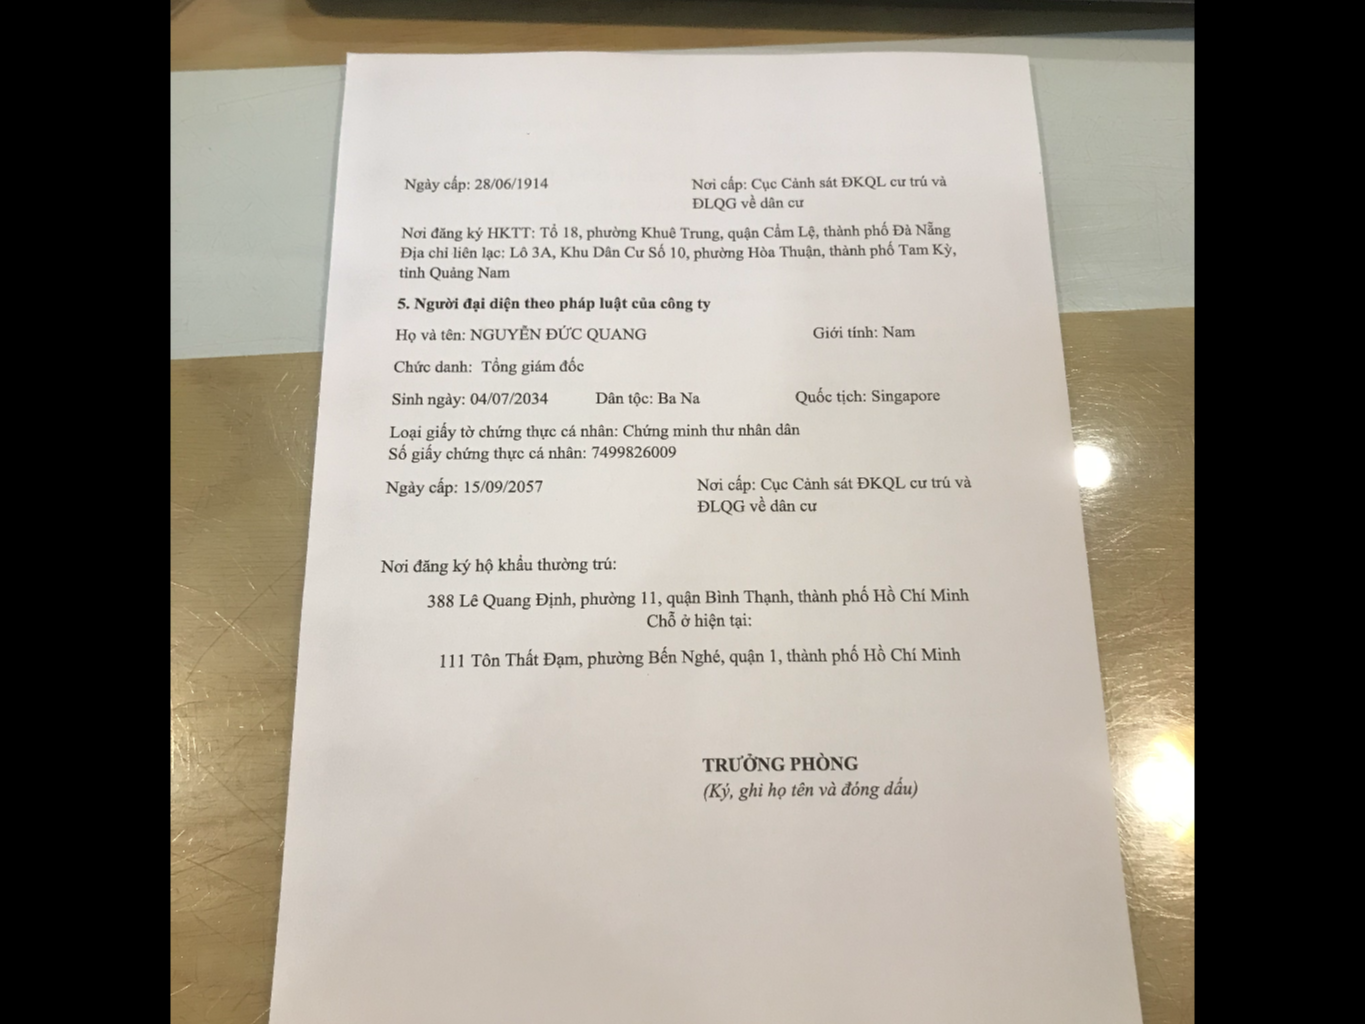 Ngày cấp: 28/06/1914 Nơi cấp: Cục Cảnh sát ĐKQL cư trú và
ĐLQG về dân cư
Nơi đăng ký HKTT: Tổ 18, phường Khuê Trung, quận Cẩm Lệ, thành phố Đà Nẵng
Địa chỉ liên lạc: Lô 3A, Khu Dân Cư Số 10, phường Hòa Thuận, thành phố Tam Kỳ,
tỉnh Quảng Nam
5. Người đại diện theo pháp luật của công ty
Họ và tên: NGUYỄN ĐỨC QUANG Giới tính: Nam
Chức danh: Tổng giám đốc
Sinh ngày: 04/07/2034 Dân tộc: Ba Na Quốc tịch: Singapore
Loại giấy tờ chứng thực cá nhân: Chứng minh thư nhân dân
Số giấy chứng thực cá nhân: 7499826009
Ngày cấp: 15/09/2057 Nơi cấp: Cục Cảnh sát ĐKQL cư trú và
ĐLQG về dân cư
Nơi đăng ký hộ khẩu thường trú:
388 Lê Quang Định, phường 11, quận Bình Thạnh, thành phố Hồ Chí Minh
Chỗ ở hiện tại:
111 Tôn Thất Đạm, phường Bến Nghé, quận 1, thành phố Hồ Chí Minh
TRƯỞNG PHÒNG
(Ký, ghi họ tên và đóng dấu)